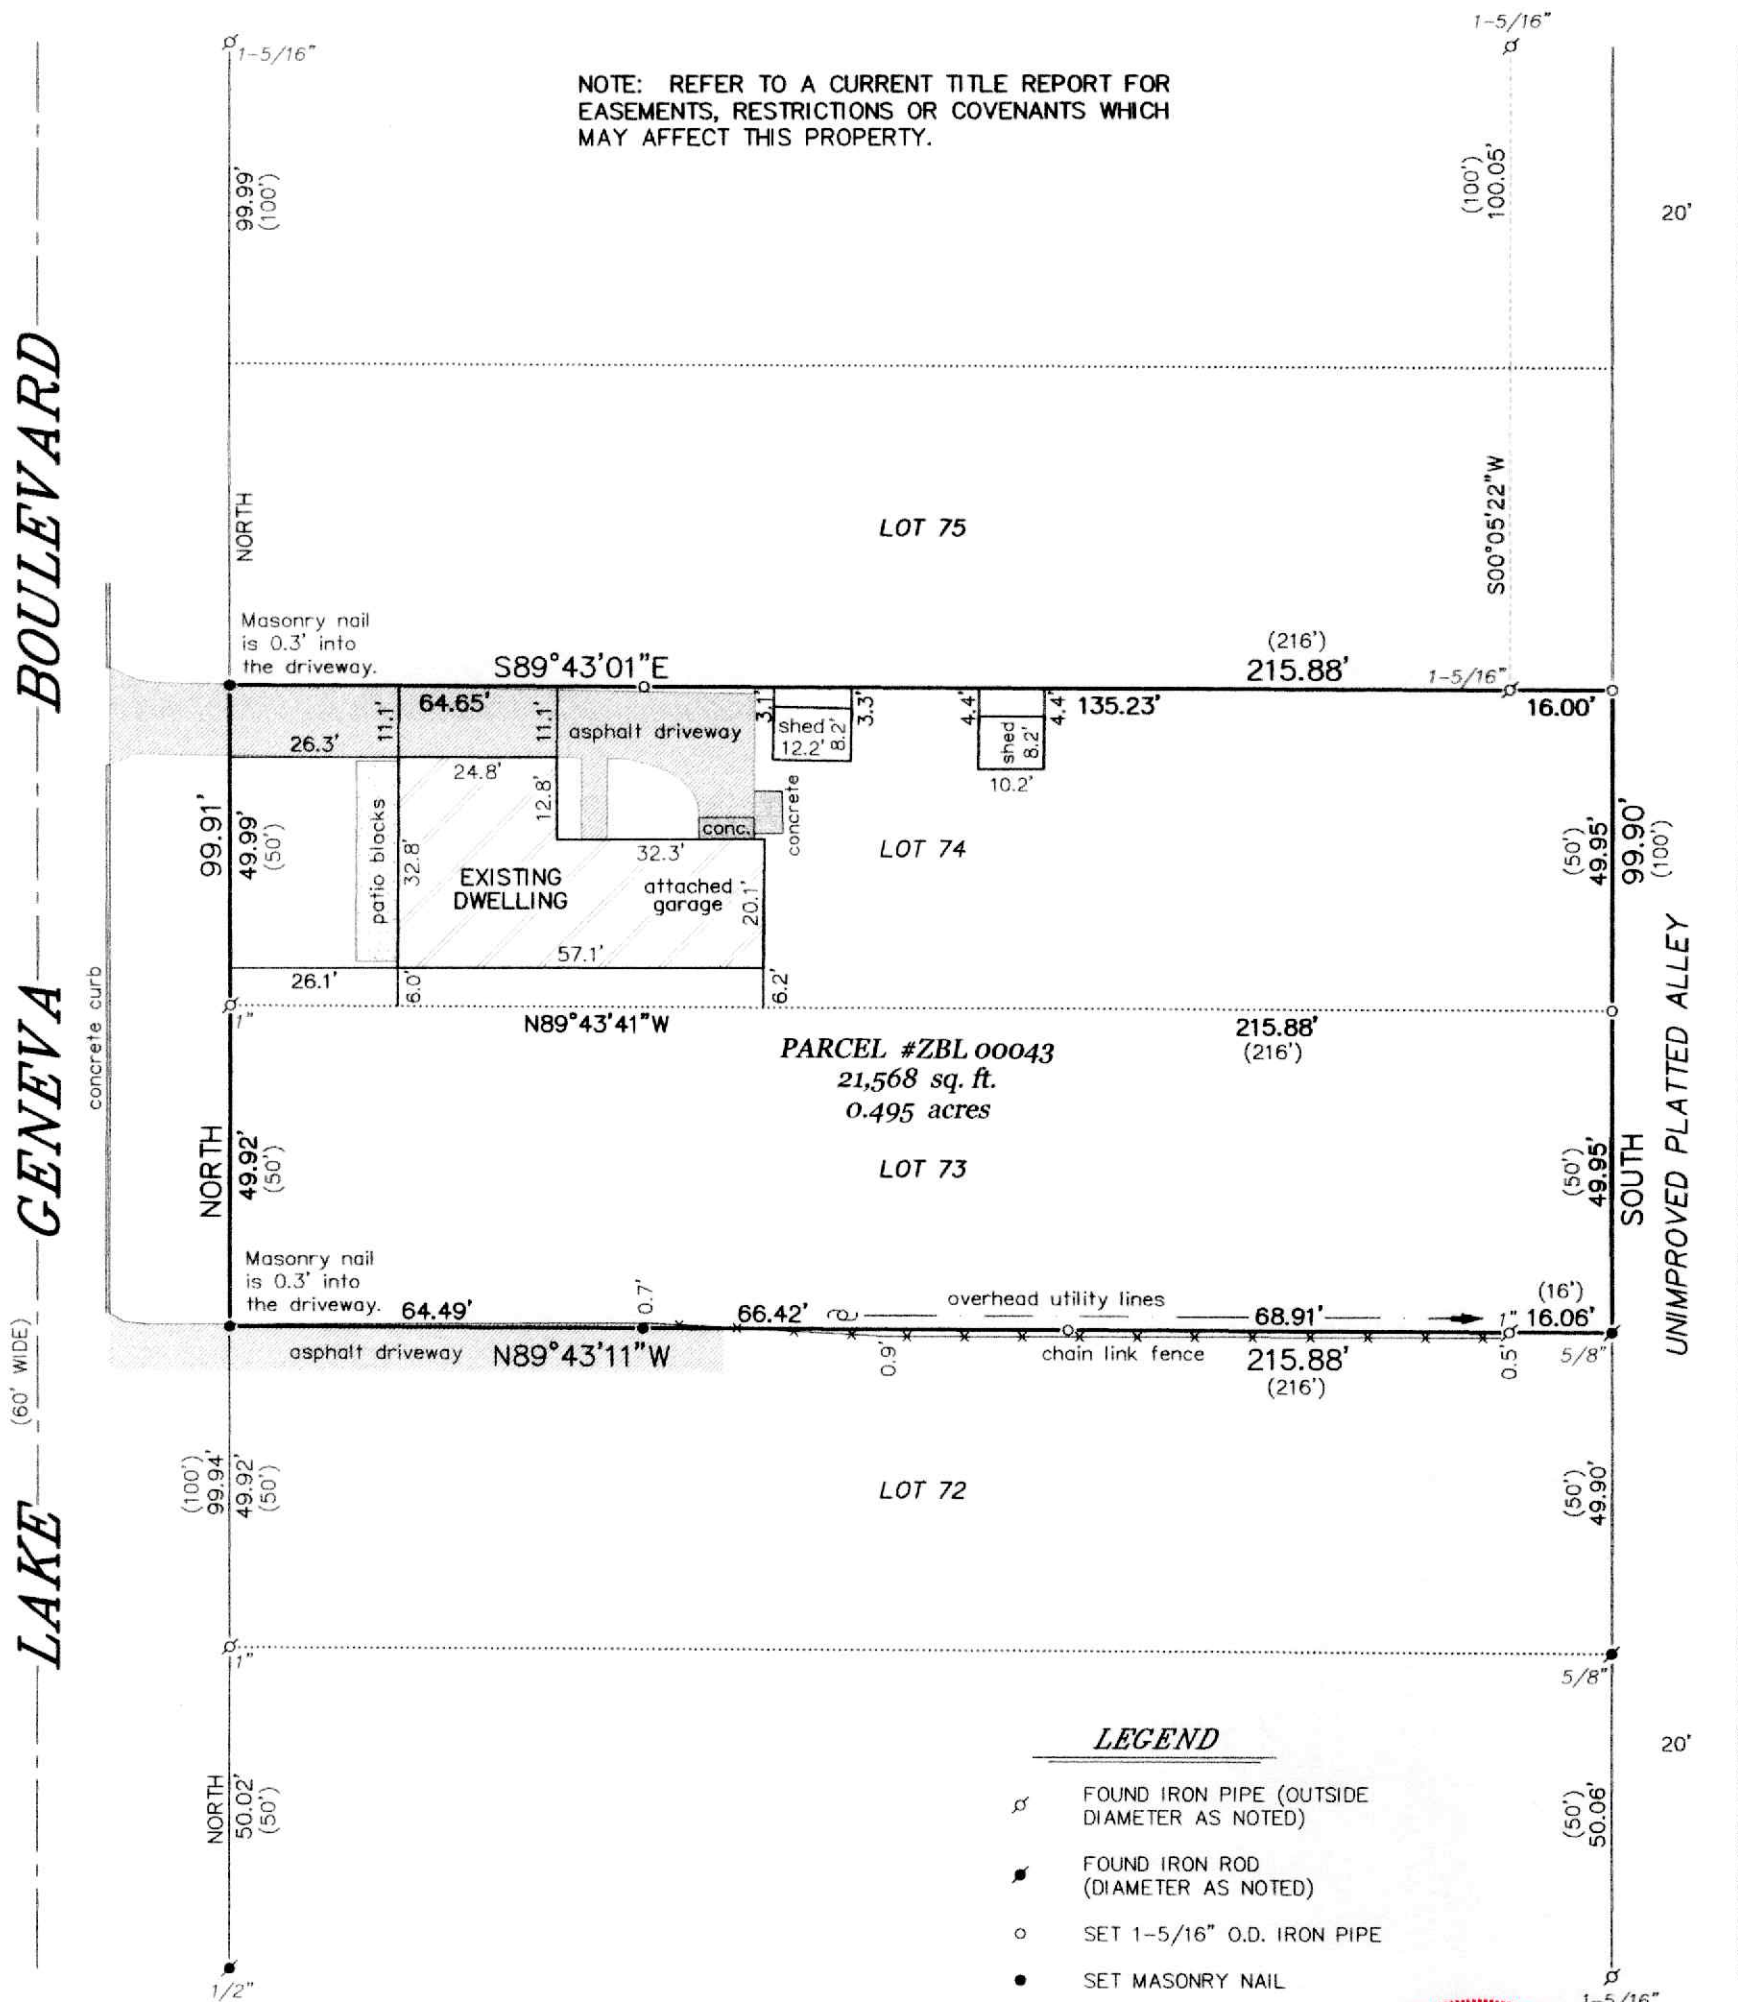 1-5/16"
1-5/16"
NOTE: REFER TO A CURRENT TITLE REPORT FOR
EASEMENTS, RESTRICTIONS OR COVENANTS WHICH
MAY AFFECT THIS PROPERTY.
99.99'
(100')
(100')
100.05'
20'
LAKE GENEVA BOULEVARD
(60' WIDE)
NORTH
LOT 75
S00°05'22"W
Masonry nail
is 0.3' into
the driveway.
S89°43'01"E
(216')
215.88'
1-5/16"
64.65'
135.23'
16.00'
26.3'
11.1'
11.1'
asphalt driveway
3.1'
shed
12.2'
8.2'
3.3'
4.4'
shed
8.2'
4.4'
10.2'
24.8'
12.8'
concrete
conc.
99.91'
49.99'
(50')
patio blocks
32.8'
32.3'
LOT 74
EXISTING
DWELLING
attached
garage
20.1'
(50')
49.95'
99.90'
(100')
57.1'
26.1'
6.0'
6.2'
concrete curb
1"
N89°43'41"W
215.88'
(216')
PARCEL #ZBL 00043
21,568 sq. ft.
0.495 acres
UNIMPROVED PLATTED ALLEY
NORTH
49.92'
(50')
LOT 73
(50')
49.95'
SOUTH
Masonry nail
is 0.3' into
the driveway.
64.49'
0.7'
66.42'
overhead utility lines
68.91'
1"
(16')
16.06'
asphalt driveway
N89°43'11"W
0.9'
chain link fence
215.88'
(216')
0.5'
5/8"
(100')
99.94'
49.92'
(50')
LOT 72
(50')
49.90'
1"
5/8"
LEGEND
20'
NORTH
50.02'
(50')
FOUND IRON PIPE (OUTSIDE
DIAMETER AS NOTED)
(50')
50.06'
FOUND IRON ROD
(DIAMETER AS NOTED)
SET 1-5/16" O.D. IRON PIPE
SET MASONRY NAIL
1/2"
1-5/16"